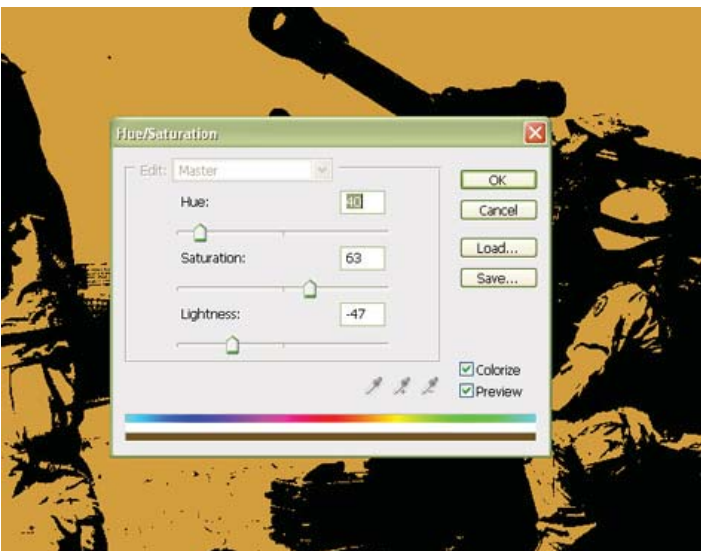 Hue/Saturation
Edit: Master
OK
Hue: 40
Cancel
Load...
Saturation: 63
Save...
Lightness: -47
Colorize
Preview